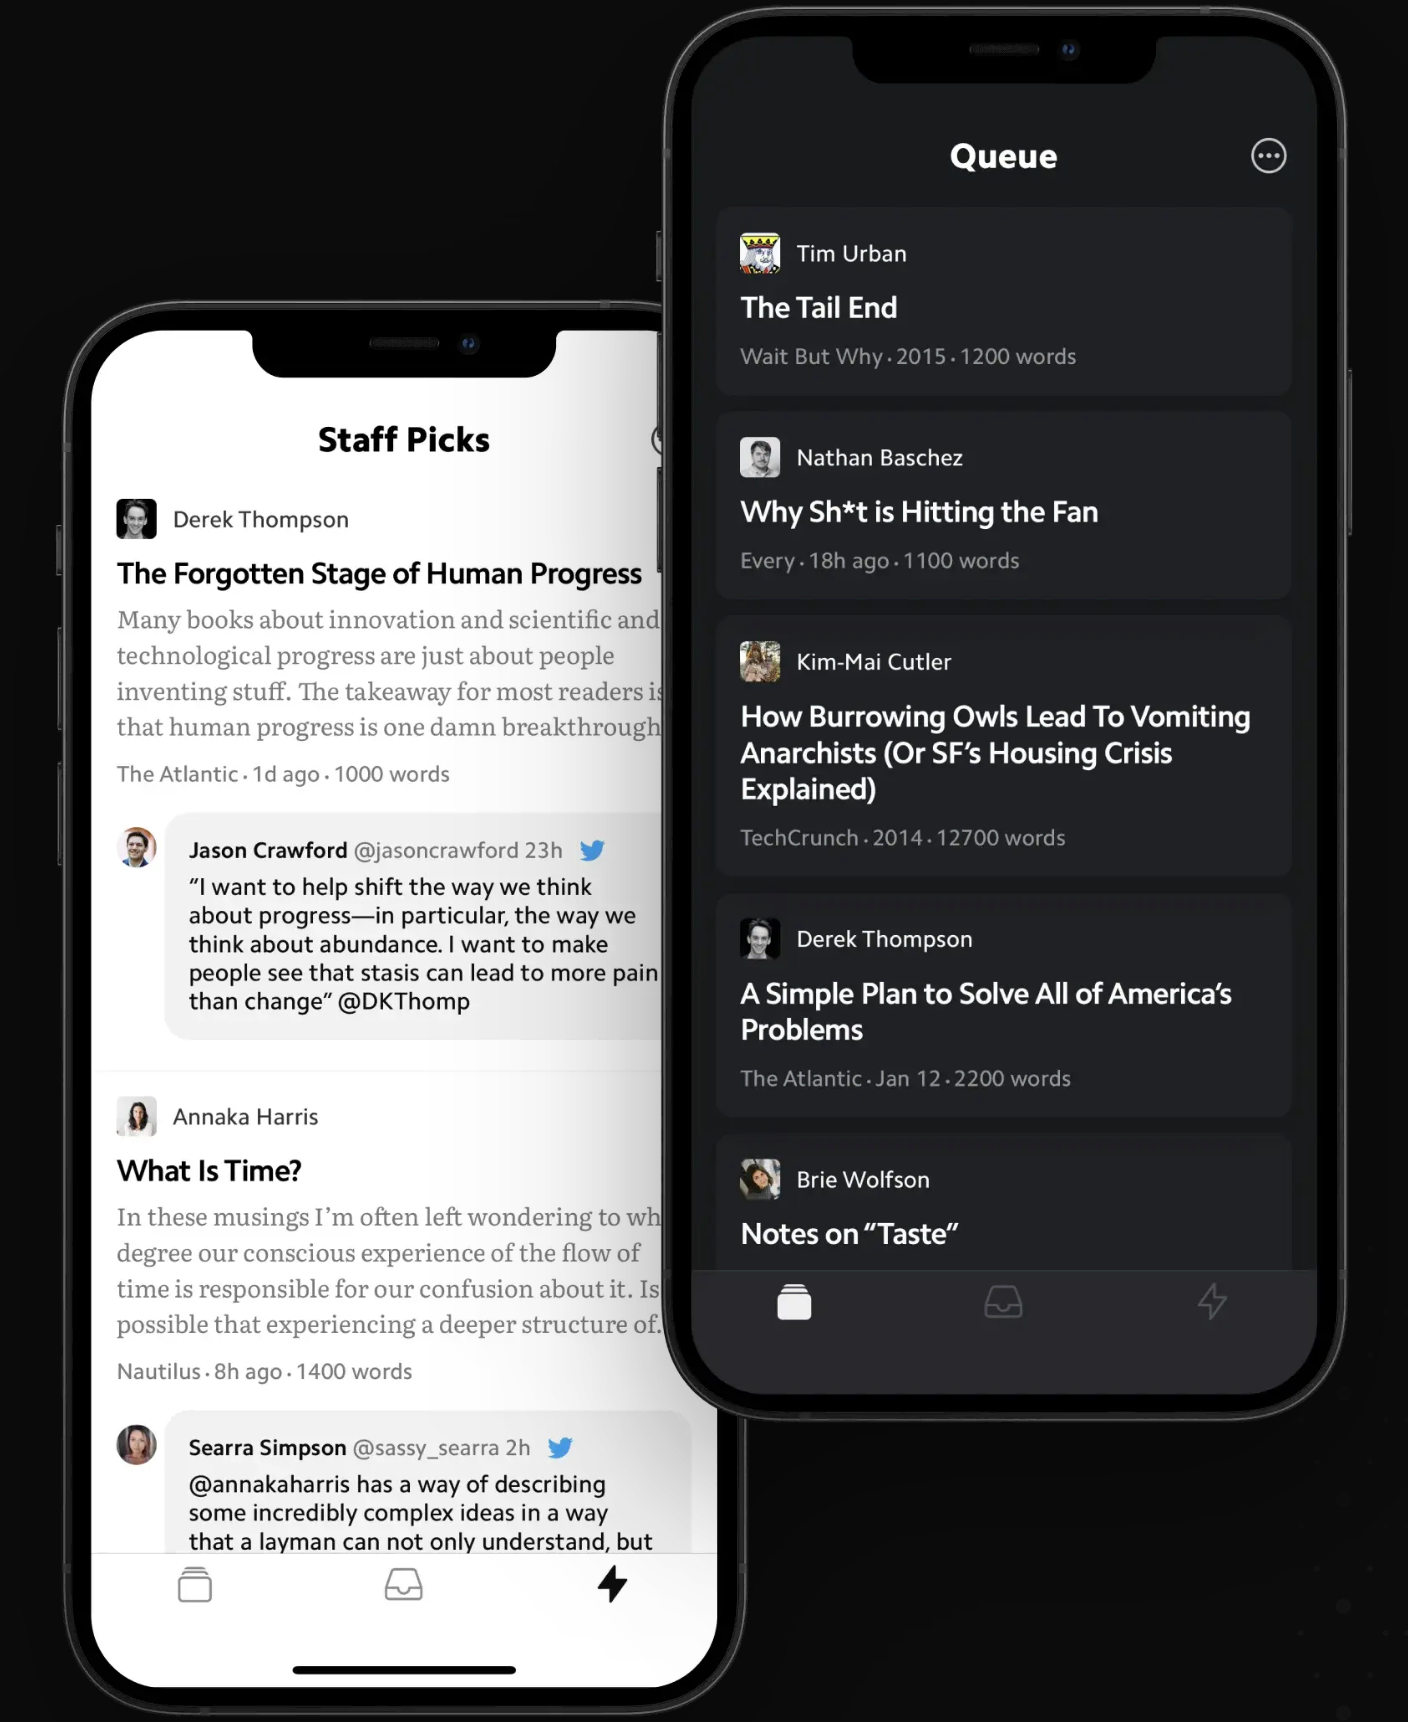 Staff Picks
Derek Thompson
The Forgotten Stage of Human Progress
Many books about innovation and scientific and
technological progress are just about people
inventing stuff. The takeaway for most readers is
that human progress is one damn breakthrough
The Atlantic · 1d ago · 1000 words
Jason Crawford @jasoncrawford 23h
“I want to help shift the way we think
about progress—in particular, the way we
think about abundance. I want to make
people see that stasis can lead to more pain
than change” @DKThomp
Annaka Harris
What Is Time?
In these musings I’m often left wondering to
degree our conscious experience of the flow of
time is responsible for our confusion about it. Is
possible that experiencing a deeper structure of.
Nautilus · 8h ago · 1400 words
Searra Simpson @sassy_searra 2h
@annakaharris has a way of describing
some incredibly complex ideas in a way
that a layman can not only understand, but
Queue
Tim Urban
The Tail End
Wait But Why · 2015 · 1200 words
Nathan Baschez
Why Sh*t is Hitting the Fan
Every · 18h ago · 1100 words
Kim-Mai Cutler
How Burrowing Owls Lead To Vomiting
Anarchists (Or SF’s Housing Crisis
Explained)
TechCrunch · 2014 · 12700 words
Derek Thompson
A Simple Plan to Solve All of America’s
Problems
The Atlantic · Jan 12 · 2200 words
Brie Wolfson
Notes on “Taste”